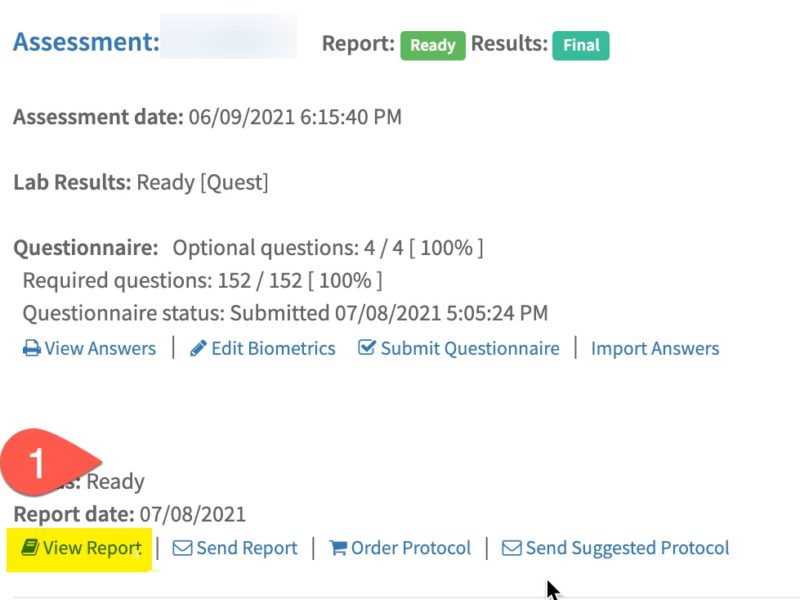 Assessment: Report: Ready Results: Final
Assessment date: 06/09/2021 6:15:40 PM
Lab Results: Ready [Quest]
Questionnaire: Optional questions: 4 / 4 [ 100% ]
Required questions: 152 / 152 [ 100% ]
Questionnaire status: Submitted 07/08/2021 5:05:24 PM
View Answers | Edit Biometrics Submit Questionnaire | Import Answers
1
Ready
Report date: 07/08/2021
View Report | Send Report | Order Protocol | Send Suggested Protocol